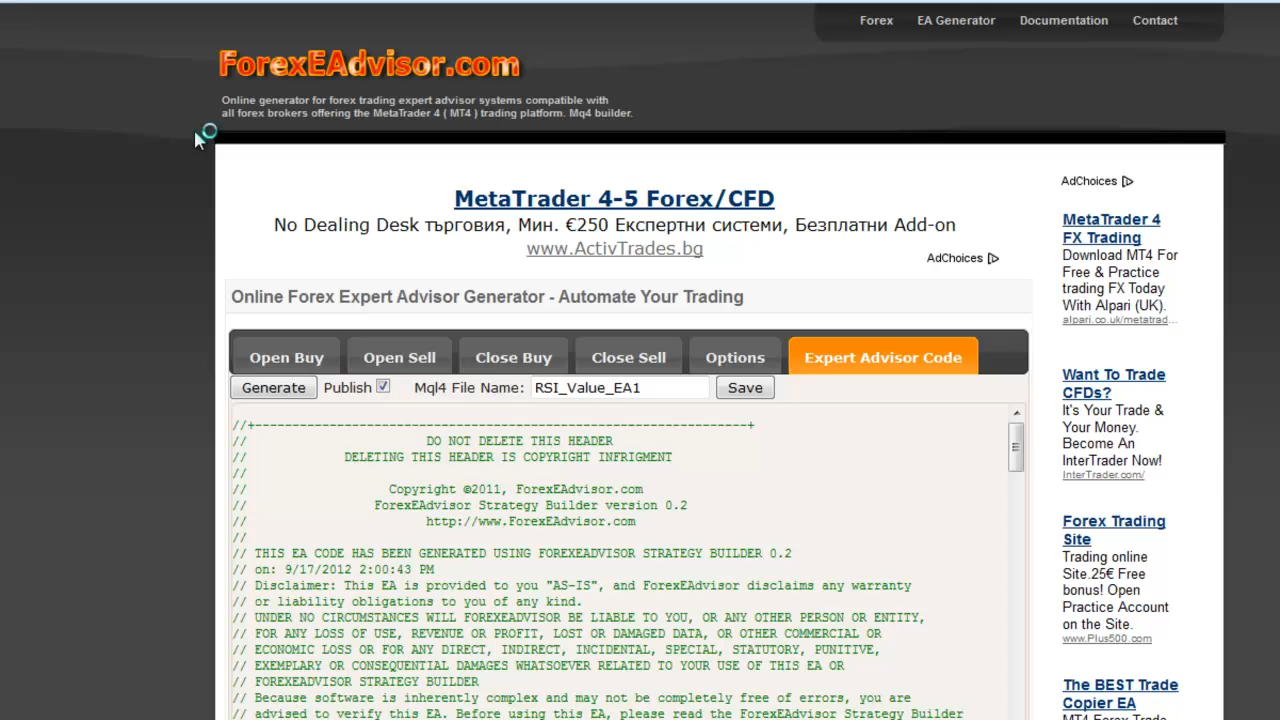 Forex EA Generator Documentation Contact
ForexEAdvisor.com
Online generator for forex trading expert advisor systems compatible with
all forex brokers offering the MetaTrader 4 ( MT4 ) trading platform. Mq4 builder.
MetaTrader 4-5 Forex/CFD
No Dealing Desk търговия, Мин. €250 Експертни системи, Безплатни Add-on
www.ActivTrades.bg
AdChoices
Online Forex Expert Advisor Generator - Automate Your Trading
Open Buy Open Sell Close Buy Close Sell Options Expert Advisor Code
Generate Publish Mql4 File Name: RSI_Value_EA1 Save
//+------------------------------------------------------------------+
// DO NOT DELETE THIS HEADER
// DELETING THIS HEADER IS COPYRIGHT INFRIGMENT
//
// Copyright ©2011, ForexEAdvisor.com
// ForexEAdvisor Strategy Builder version 0.2
// http://www.ForexEAdvisor.com
//
// THIS EA CODE HAS BEEN GENERATED USING FOREXEADVISOR STRATEGY BUILDER 0.2
// on: 9/17/2012 2:00:43 PM
// Disclaimer: This EA is provided to you "AS-IS", and ForexEAdvisor disclaims any warranty
// or liability obligations to you of any kind.
// UNDER NO CIRCUMSTANCES WILL FOREXEADVISOR BE LIABLE TO YOU, OR ANY OTHER PERSON OR ENTITY,
// FOR ANY LOSS OF USE, REVENUE OR PROFIT, LOST OR DAMAGED DATA, OR OTHER COMMERCIAL OR
// ECONOMIC LOSS OR FOR ANY DIRECT, INDIRECT, INCIDENTAL, SPECIAL, STATUTORY, PUNITIVE,
// EXEMPLARY OR CONSEQUENTIAL DAMAGES WHATSOEVER RELATED TO YOUR USE OF THIS EA OR
// FOREXEADVISOR STRATEGY BUILDER
// Because software is inherently complex and may not be completely free of errors, you are
// advised to verify this EA. Before using this EA, please read the ForexEAdvisor Strategy Builder
AdChoices
MetaTrader 4
FX Trading
Download MT4 For
Free & Practice
trading FX Today
With Alpari (UK).
alpari.co.uk/metatrad...
Want To Trade
CFDs?
It's Your Trade &
Your Money.
Become An
InterTrader Now!
InterTrader.com/
Forex Trading
Site
Trading online
Site.25€ Free
bonus! Open
Practice Account
on the Site.
www.Plus500.com
The BEST Trade
Copier EA